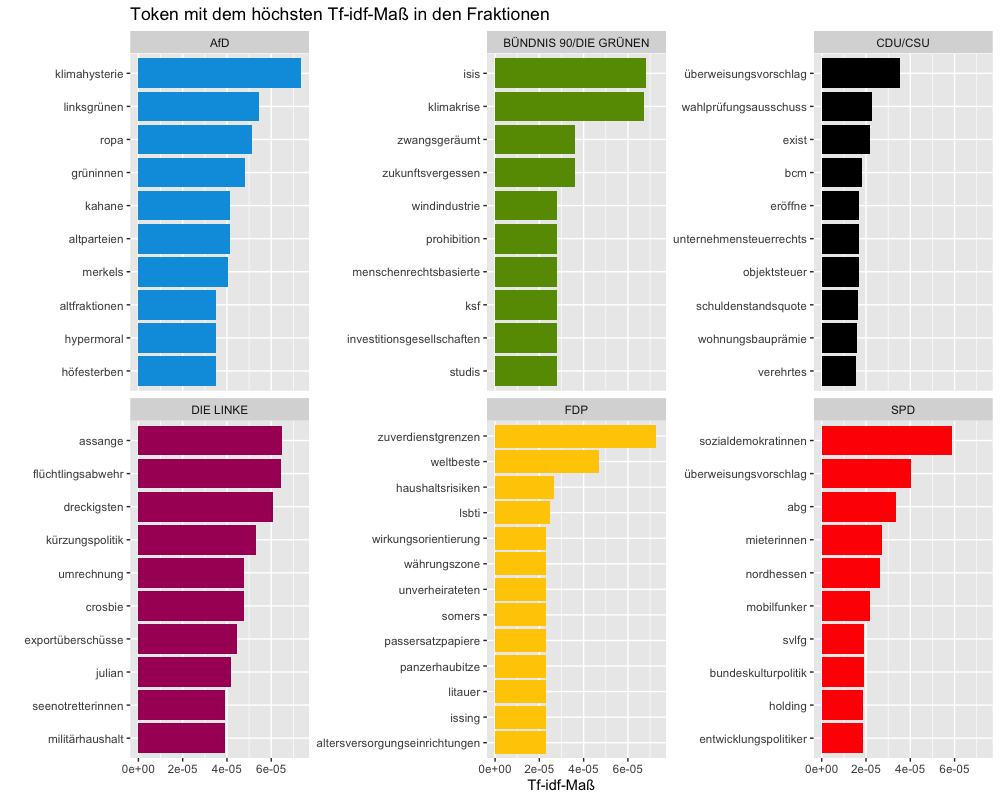 Token mit dem höchsten Tf-idf-Maß in den Fraktionen
AfD
klimahysterie
linksgrünen
ropa
grüninnen
kahane
altparteien
merkels
altfraktionen
hypermoral
höfesterben
BÜNDNIS 90/DIE GRÜNEN
isis
klimakrise
zwangsgeräumt
zukunftsvergessen
windindustrie
prohibition
menschenrechtsbasierte
ksf
investitionsgesellschaften
studis
CDU/CSU
überweisungsvorschlag
wahlprüfungsausschuss
exist
bcm
eröffne
unternehmensteuerrechts
objektsteuer
schuldenstandsquote
wohnungsbauprämie
verehrtes
DIE LINKE
assange
flüchtlingsabwehr
dreckigsten
kürzungspolitik
umrechnung
crosbie
exportüberschüsse
julian
seenotretterinnen
militärhaushalt
0e+00 2e-05 4e-05 6e-05
FDP
zuverdienstgrenzen
weltbeste
haushaltsrisiken
lsbti
wirkungsorientierung
währungszone
unverheirateten
somers
passersatzpapiere
panzerhaubitze
litauer
issing
altersversorgungseinrichtungen
0e+00 2e-05 4e-05 6e-05
SPD
sozialdemokratinnen
überweisungsvorschlag
abg
mieterinnen
nordhessen
mobilfunker
svlfg
bundeskulturpolitik
holding
entwicklungspolitiker
0e+00 2e-05 4e-05 6e-05
Tf-idf-Maß